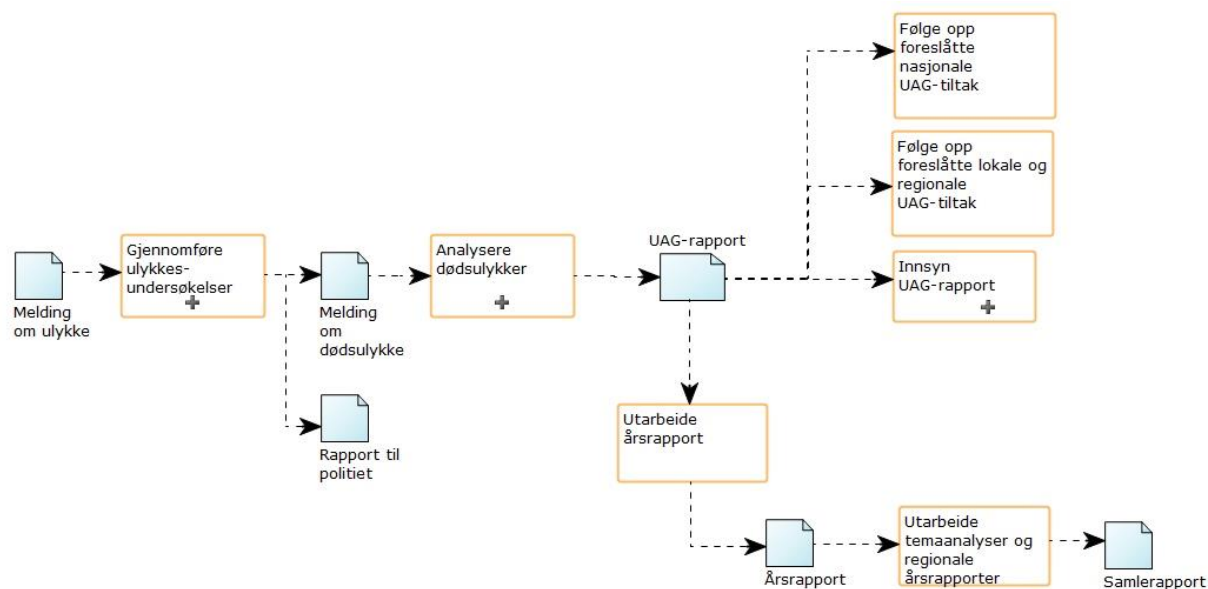 Følge opp
foreslåtte
nasjonale
UAG-tiltak
Følge opp
foreslåtte lokale og
regionale
UAG-tiltak
Melding
om ulykke
Gjennomføre
ulykkes-
undersøkelser
Melding
om
dødsulykke
Analysere
dødsulykker
UAG-rapport
Innsyn
UAG-rapport
Rapport til
politiet
Utarbeide
årsrapport
Årsrapport
Utarbeide
temaanalyser og
regionale
årsrapporter
Samlerapport